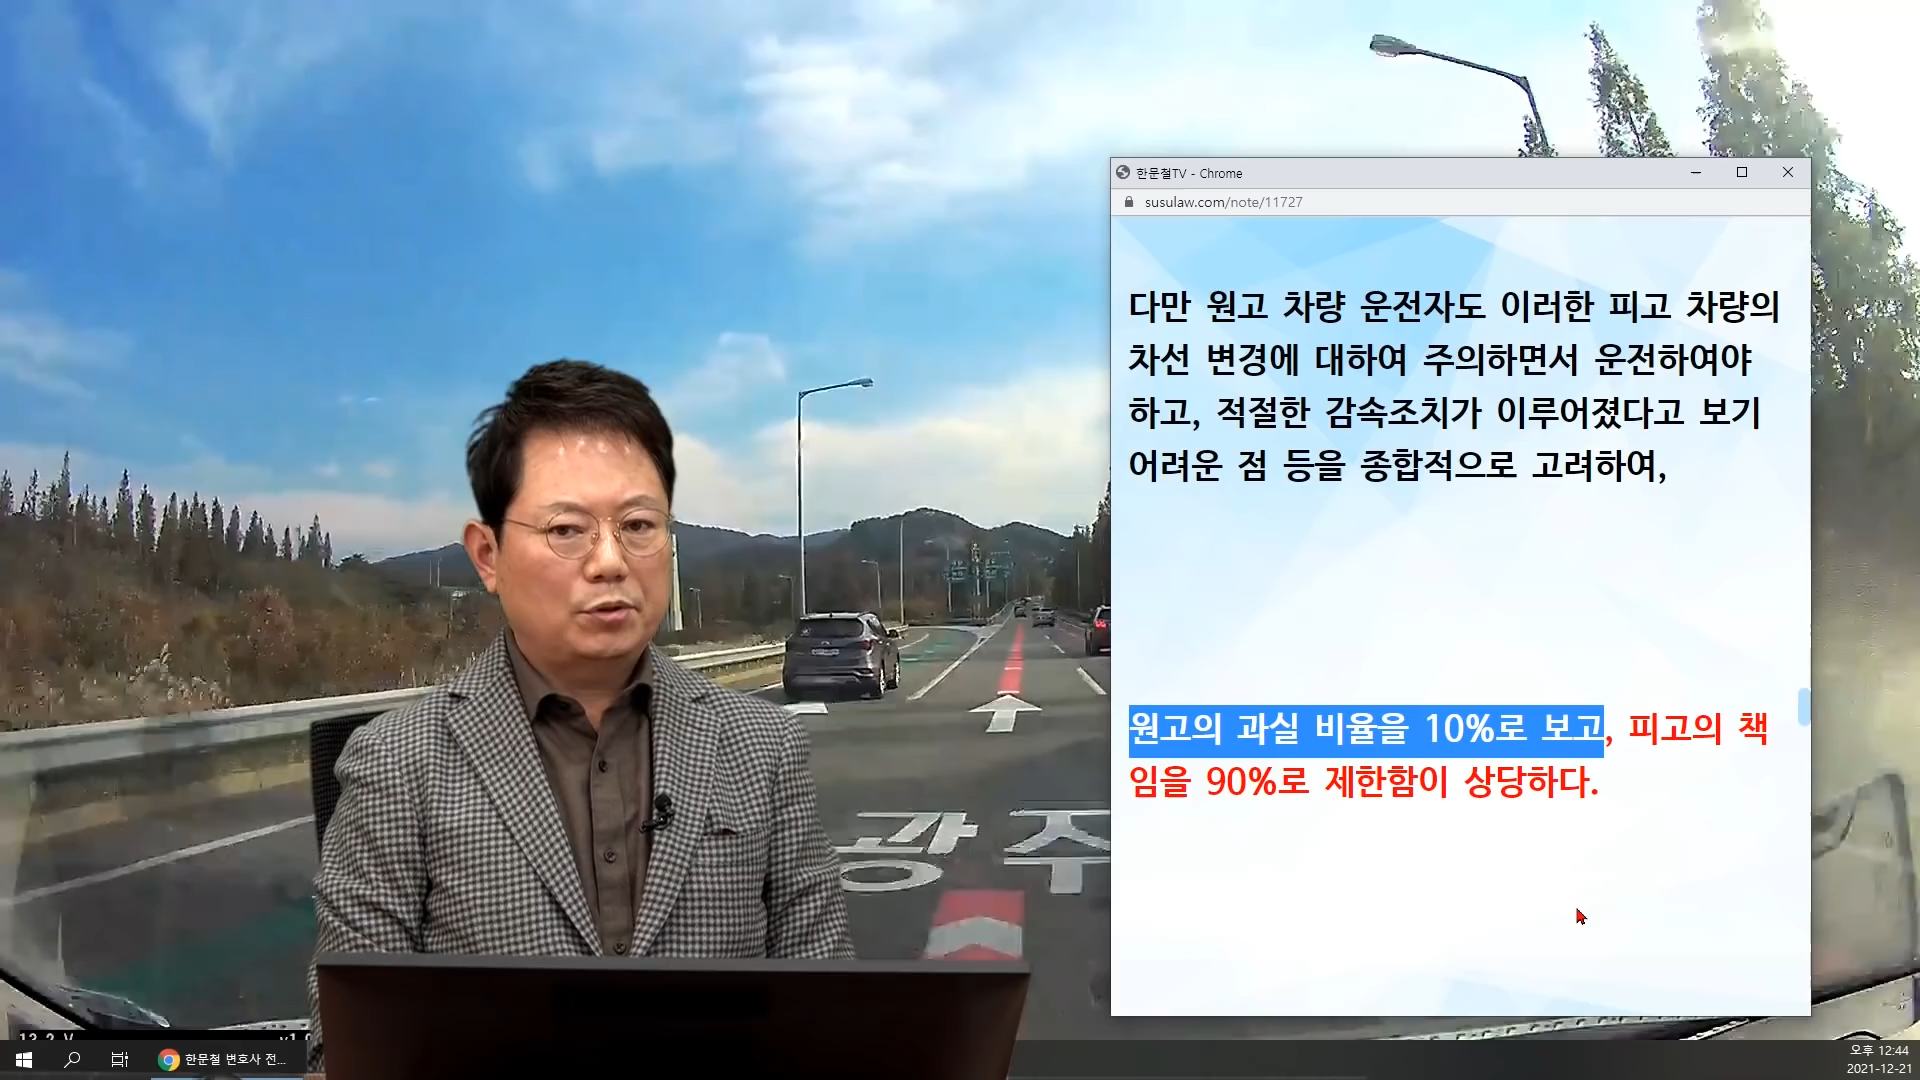 한문철TV - Chrome
susulaw.com/note/11727
다만 원고 차량 운전자도 이러한 피고 차량의
차선 변경에 대하여 주의하면서 운전하여야
하고, 적절한 감속조치가 이루어졌다고 보기
어려운 점 등을 종합적으로 고려하여,
원고의 과실 비율을 10%로 보고, 피고의 책
임을 90%로 제한함이 상당하다.
광주
13.2 V
한문철 변호사 전...
오후 12:44
2021-12-21